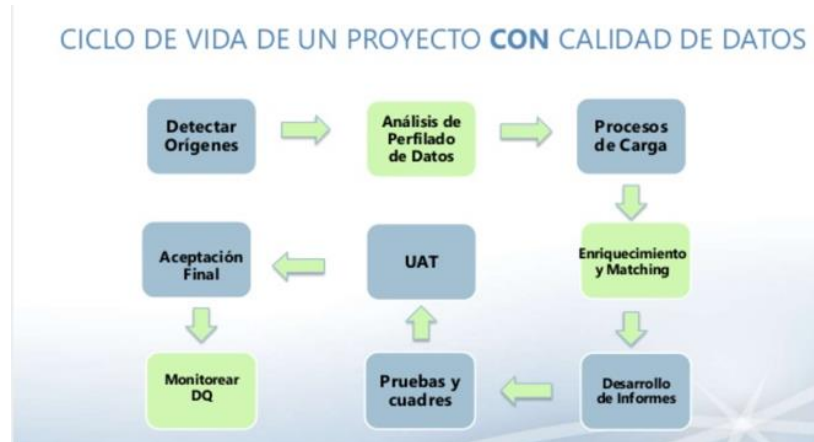 CICLO DE VIDA DE UN PROYECTO CON CALIDAD DE DATOS
Detectar
Orígenes
Análisis de
Perfilado
de Datos
Procesos
de Carga
Enriquecimiento
y Matching
Desarrollo
de Informes
Pruebas y
cuadres
UAT
Aceptación
Final
Monitorear
DQ